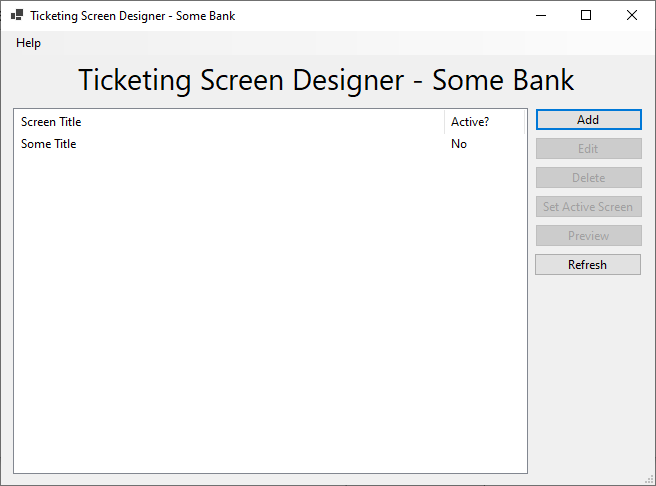 Ticketing Screen Designer - Some Bank
Help
Ticketing Screen Designer - Some Bank
Screen Title Active?
Some Title No
Add
Edit
Delete
Set Active Screen
Preview
Refresh